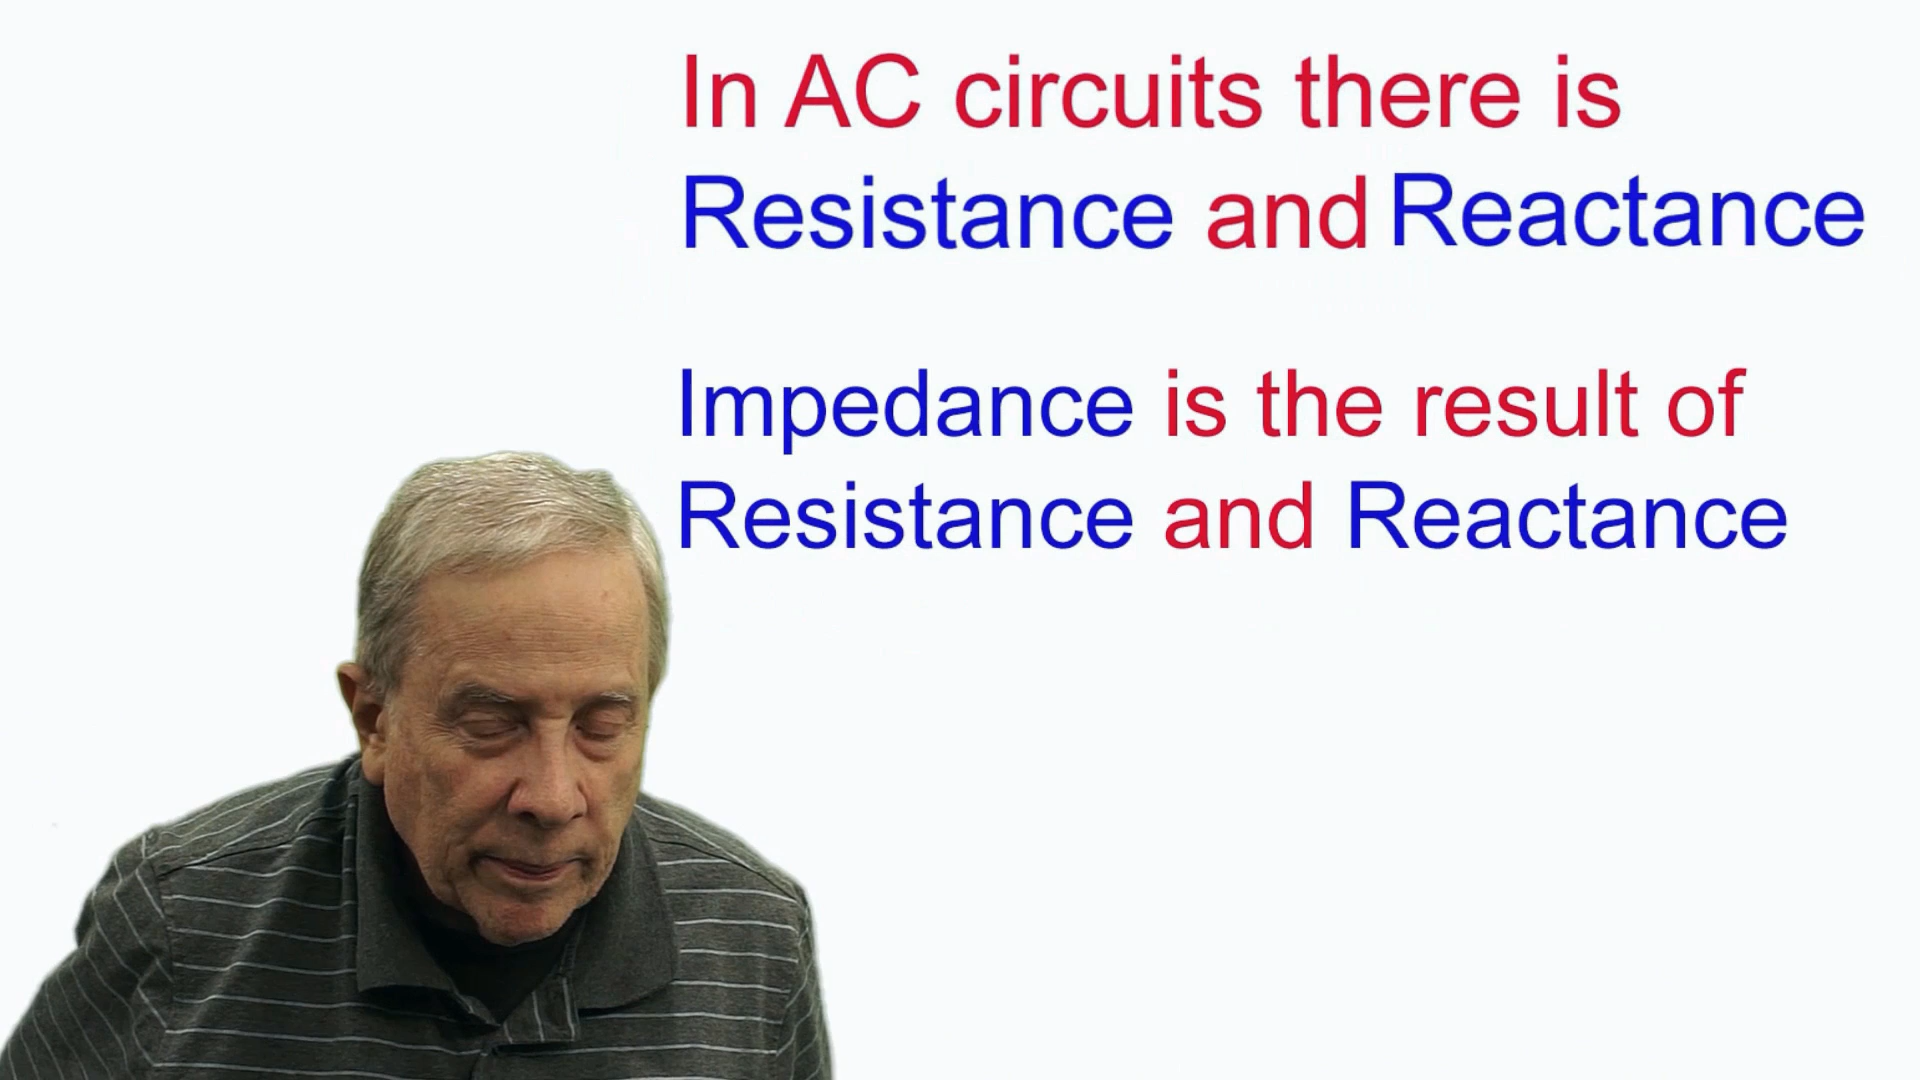 In AC circuits there is
Resistance and Reactance
Impedance is the result of
Resistance and Reactance